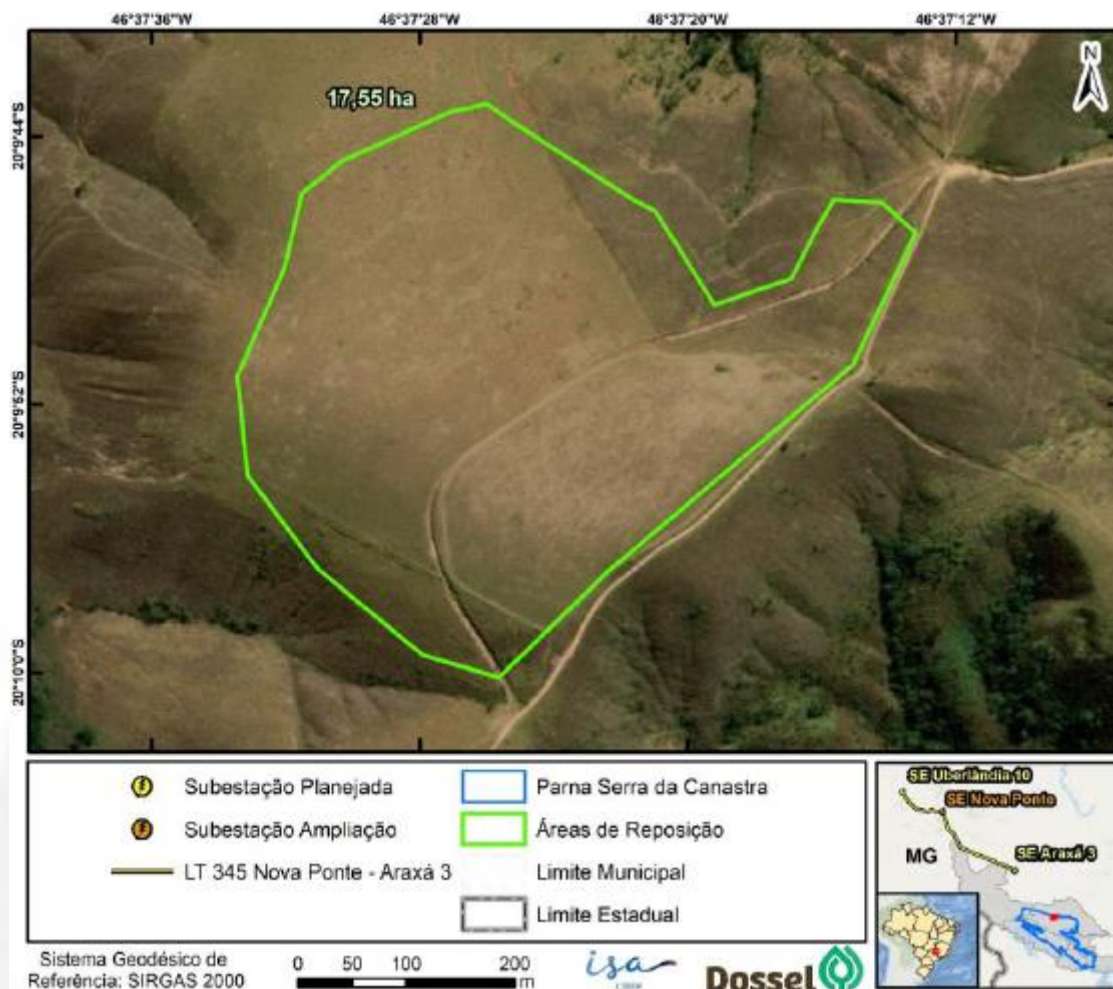 46°37'36"W 46°37'28"W 46°37'20"W 46°37'12"W
N
17,55 ha
20°9'44"S
20°9'52"S
20°10'0"S
Subestação Planejada
Subestação Ampliação
LT 345 Nova Ponte - Araxá 3
Parna Serra da Canastra
Áreas de Reposição
Limite Municipal
Limite Estadual
SE Uberlândia 10
SE Nova Ponte
SE Araxá 3
MG
Sistema Geodésico de
Referência: SIRGAS 2000
0 50 100 200
m
isa
Dossel